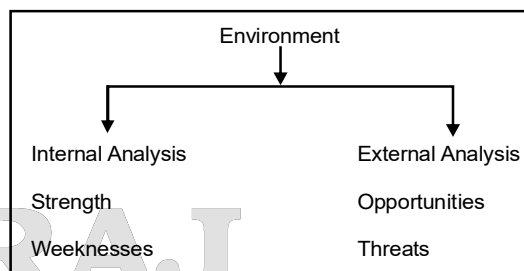 Environment
Internal Analysis External Analysis
Strength Opportunities
Weeknesses Threats